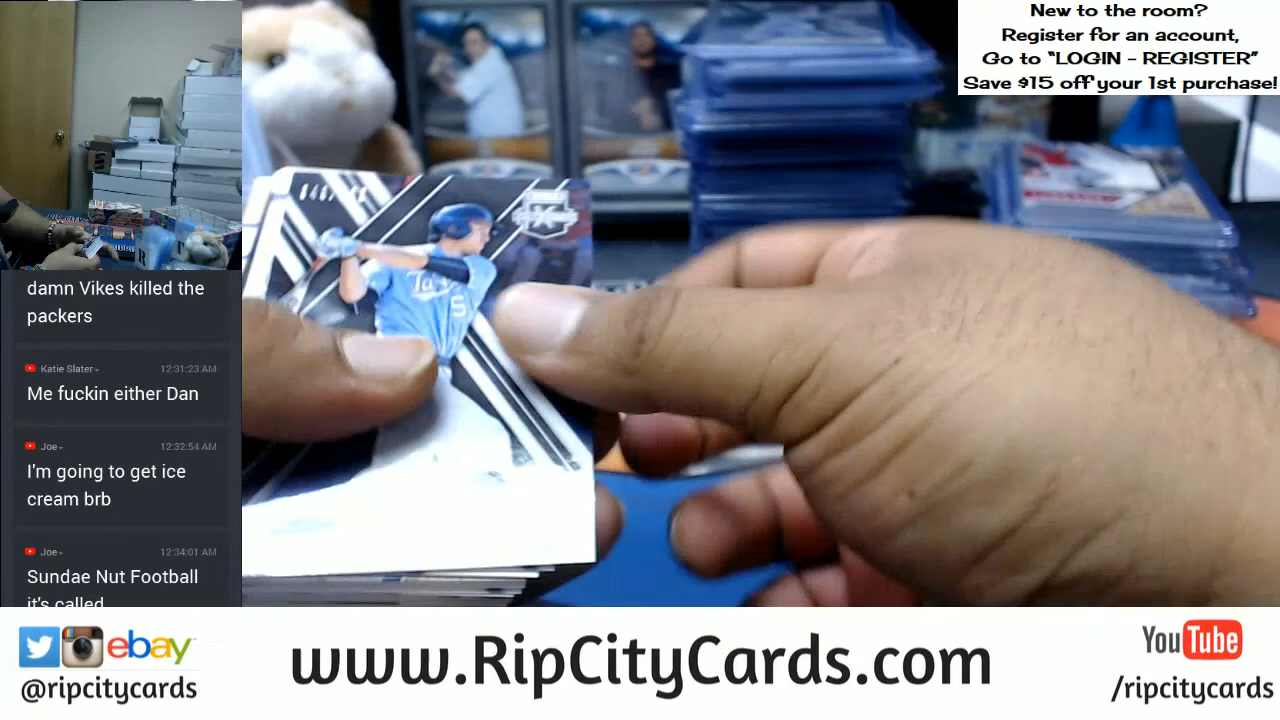 New to the room?
Register for an account,
Go to "LOGIN - REGISTER"
Save $15 off your 1st purchase!
damn Vikes killed the
packers
Katie Slater
12:31:23 AM
Me fuckin either Dan
Joe
12:32:54 AM
I'm going to get ice
cream brb
Joe
12:34:01 AM
Sundae Nut Football
it's called
5
ebay
@ripcitycards
www.RipCityCards.com
YouTube
/ripcitycards